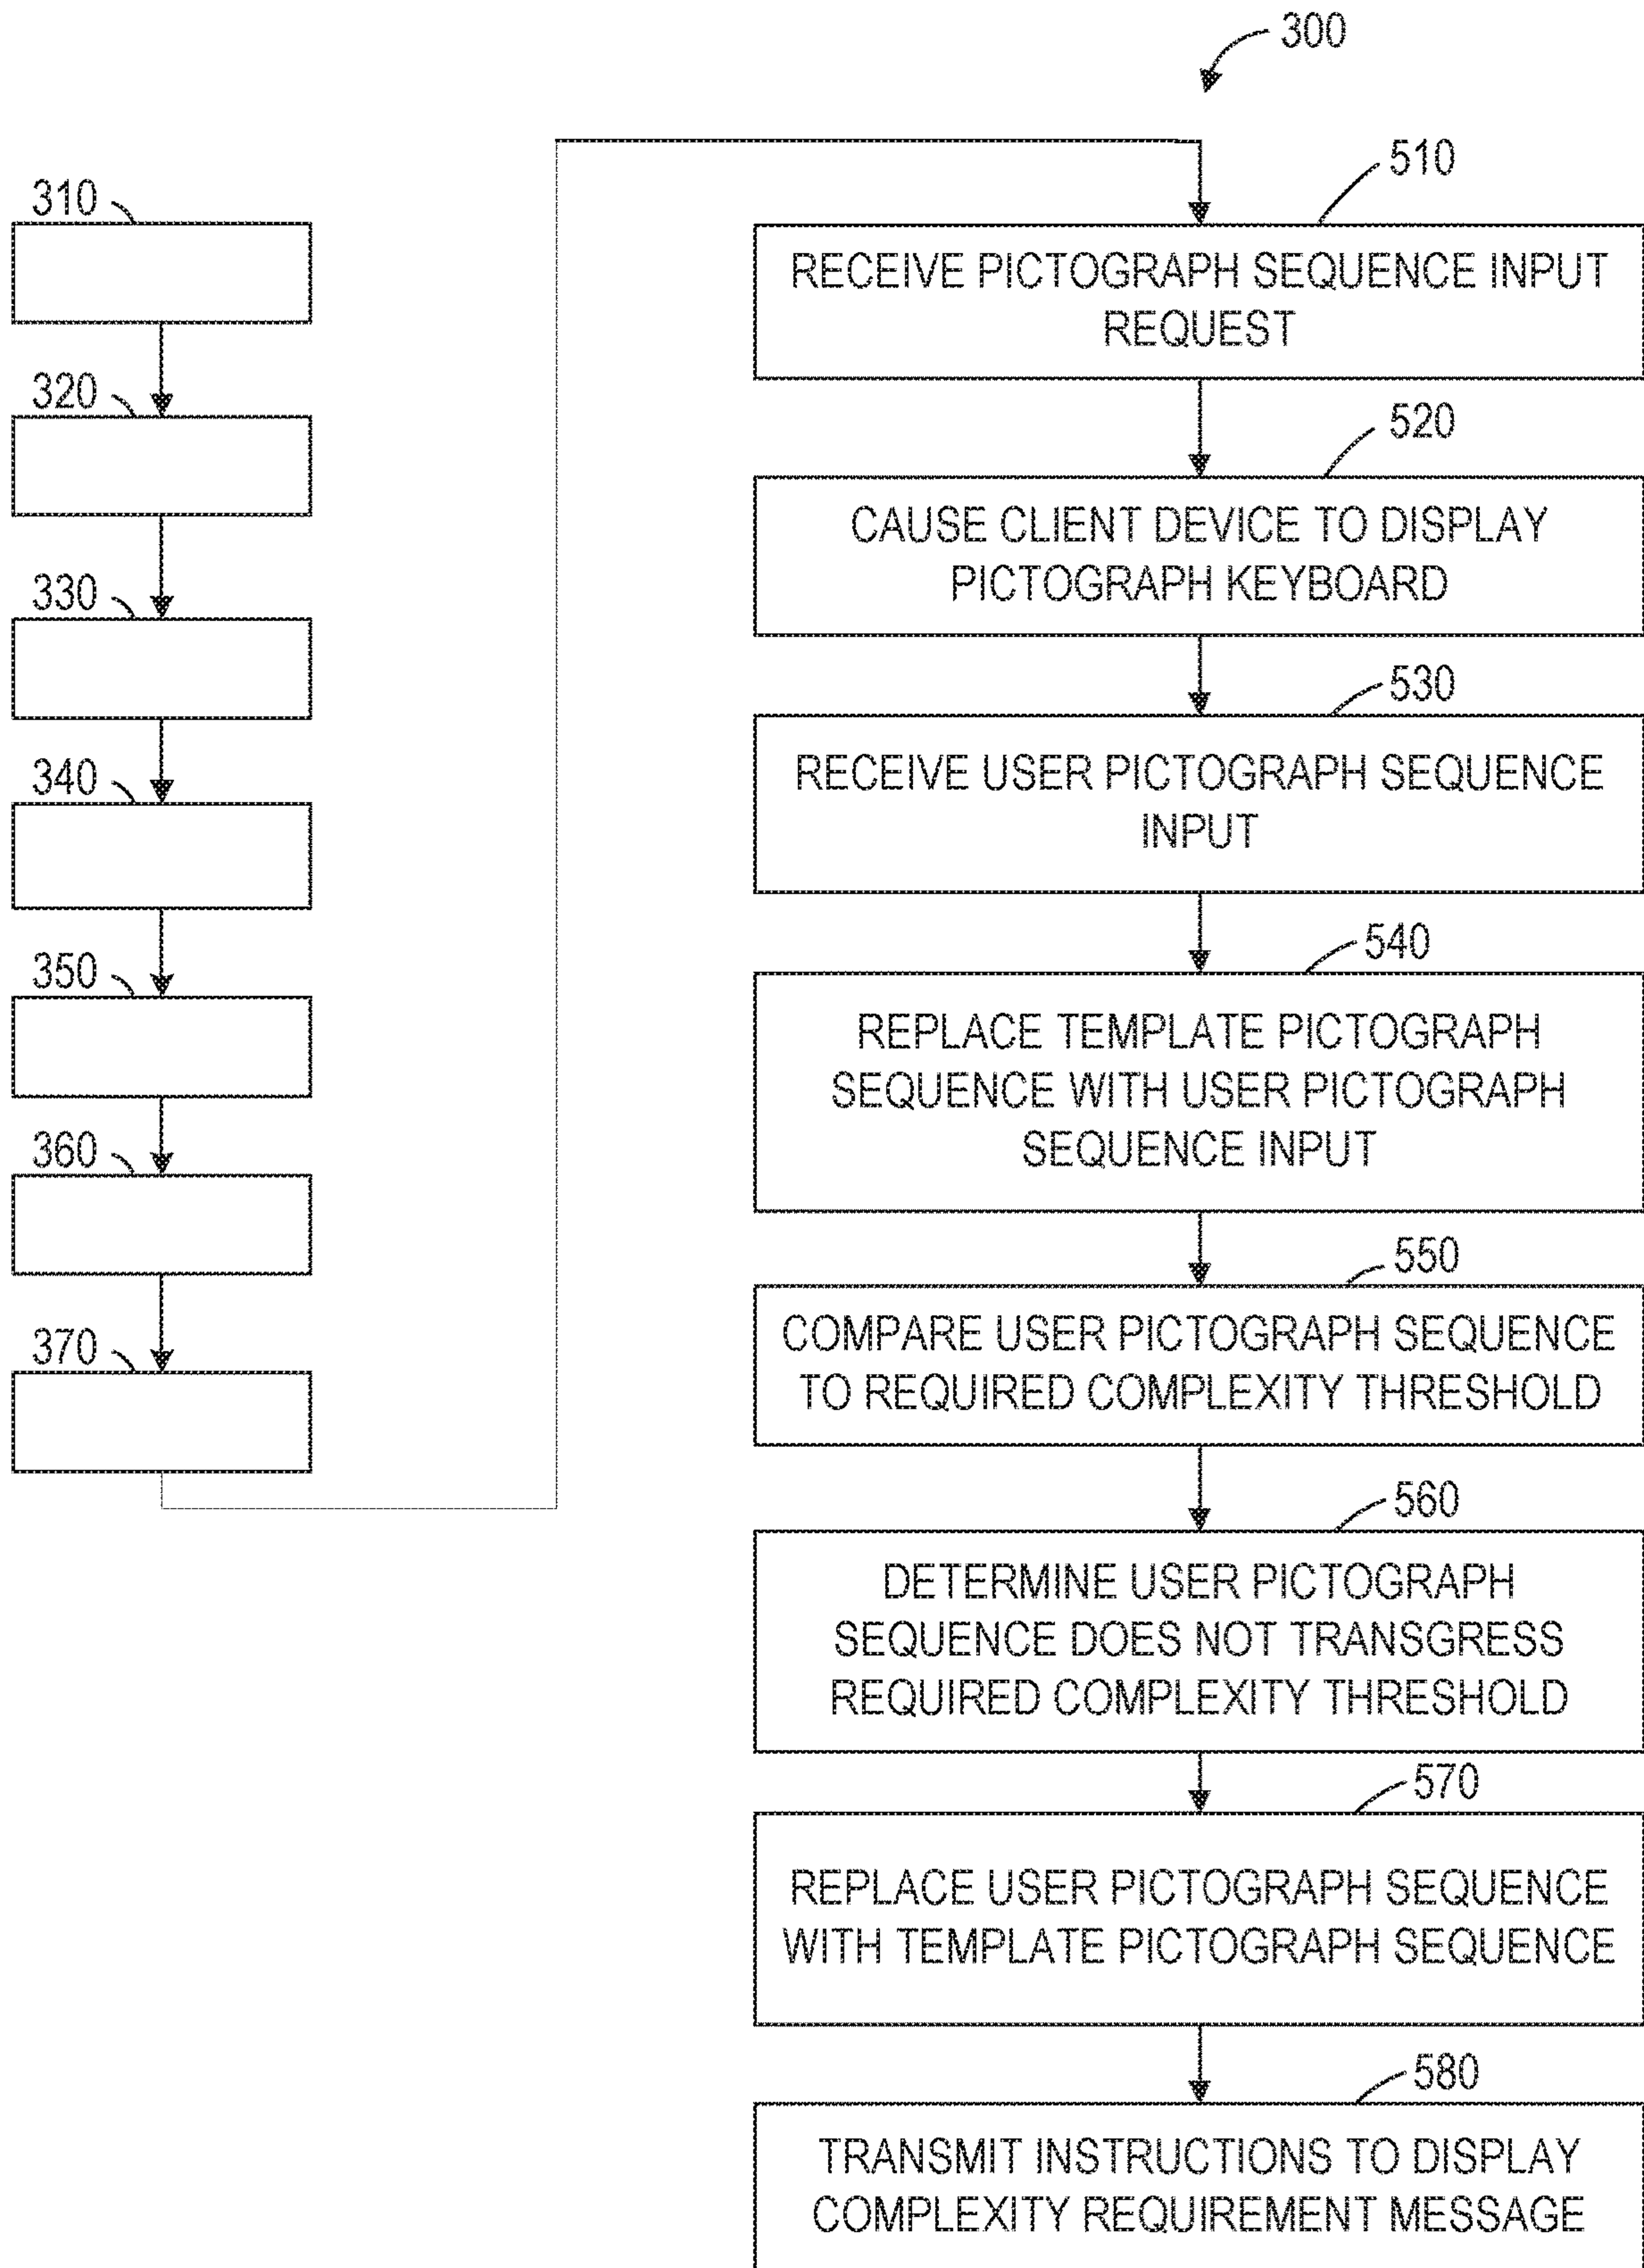 300
310
320
330
340
350
360
370
510
RECEIVE PICTOGRAPH SEQUENCE INPUT
REQUEST
520
CAUSE CLIENT DEVICE TO DISPLAY
PICTOGRAPH KEYBOARD
530
RECEIVE USER PICTOGRAPH SEQUENCE
INPUT
540
REPLACE TEMPLATE PICTOGRAPH
SEQUENCE WITH USER PICTOGRAPH
SEQUENCE INPUT
550
COMPARE USER PICTOGRAPH SEQUENCE
TO REQUIRED COMPLEXITY THRESHOLD
560
DETERMINE USER PICTOGRAPH
SEQUENCE DOES NOT TRANSGRESS
REQUIRED COMPLEXITY THRESHOLD
570
REPLACE USER PICTOGRAPH SEQUENCE
WITH TEMPLATE PICTOGRAPH SEQUENCE
580
TRANSMIT INSTRUCTIONS TO DISPLAY
COMPLEXITY REQUIREMENT MESSAGE